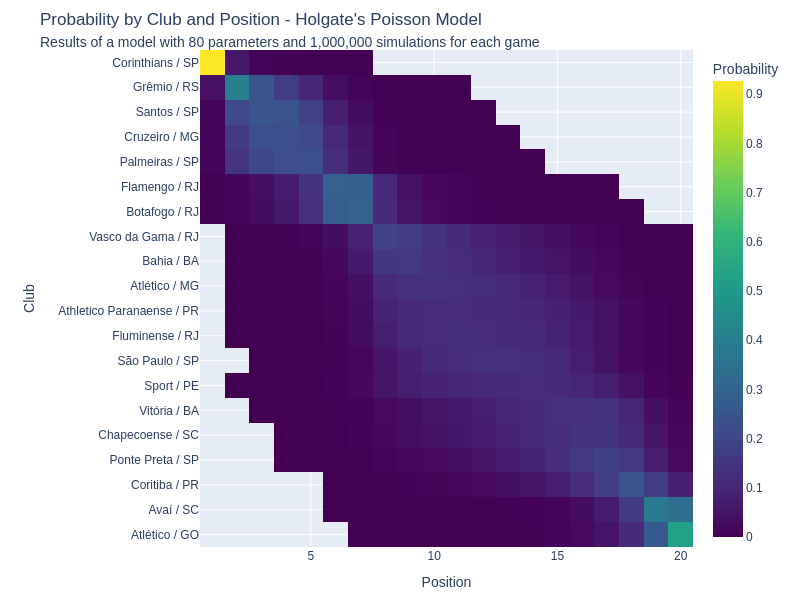 Probability by Club and Position - Holgate's Poisson Model
Results of a model with 80 parameters and 1,000,000 simulations for each game
Probability
Corinthians / SP
Grêmio / RS
Santos / SP
Cruzeiro / MG
Palmeiras / SP
Flamengo / RJ
Botafogo / RJ
Vasco da Gama / RJ
Bahia / BA
Atlético / MG
Athletico Paranaense / PR
Fluminense / RJ
São Paulo / SP
Sport / PE
Vitória / BA
Chapecoense / SC
Ponte Preta / SP
Coritiba / PR
Avaí / SC
Atlético / GO
Club
5
10
15
20
Position
0.9
0.8
0.7
0.6
0.5
0.4
0.3
0.2
0.1
0